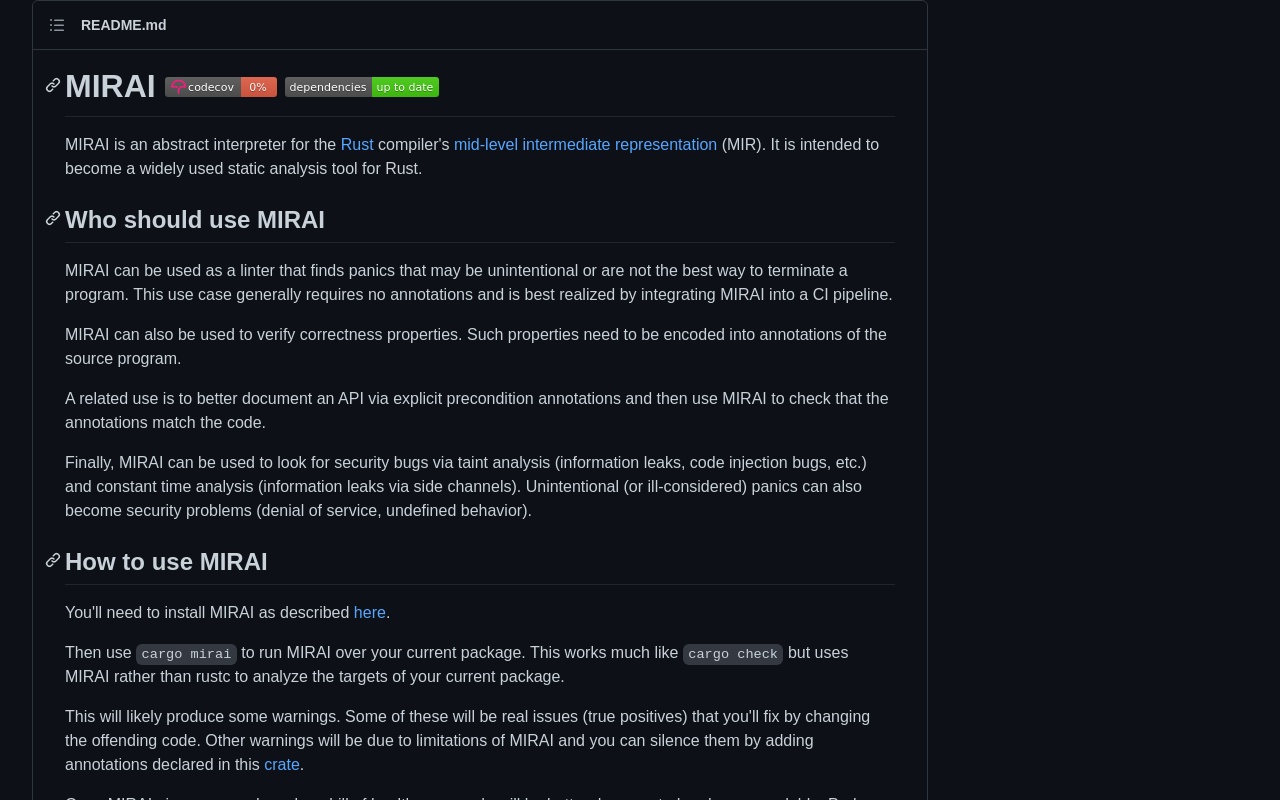 README.md
MIRAI codecov 0% dependencies up to date
MIRAI is an abstract interpreter for the Rust compiler's mid-level intermediate representation (MIR). It is intended to
become a widely used static analysis tool for Rust.
Who should use MIRAI
MIRAI can be used as a linter that finds panics that may be unintentional or are not the best way to terminate a
program. This use case generally requires no annotations and is best realized by integrating MIRAI into a CI pipeline.
MIRAI can also be used to verify correctness properties. Such properties need to be encoded into annotations of the
source program.
A related use is to better document an API via explicit precondition annotations and then use MIRAI to check that the
annotations match the code.
Finally, MIRAI can be used to look for security bugs via taint analysis (information leaks, code injection bugs, etc.)
and constant time analysis (information leaks via side channels). Unintentional (or ill-considered) panics can also
become security problems (denial of service, undefined behavior).
How to use MIRAI
You'll need to install MIRAI as described here.
Then use cargo mirai to run MIRAI over your current package. This works much like cargo check but uses
MIRAI rather than rustc to analyze the targets of your current package.
This will likely produce some warnings. Some of these will be real issues (true positives) that you'll fix by changing
the offending code. Other warnings will be due to limitations of MIRAI and you can silence them by adding
annotations declared in this crate.